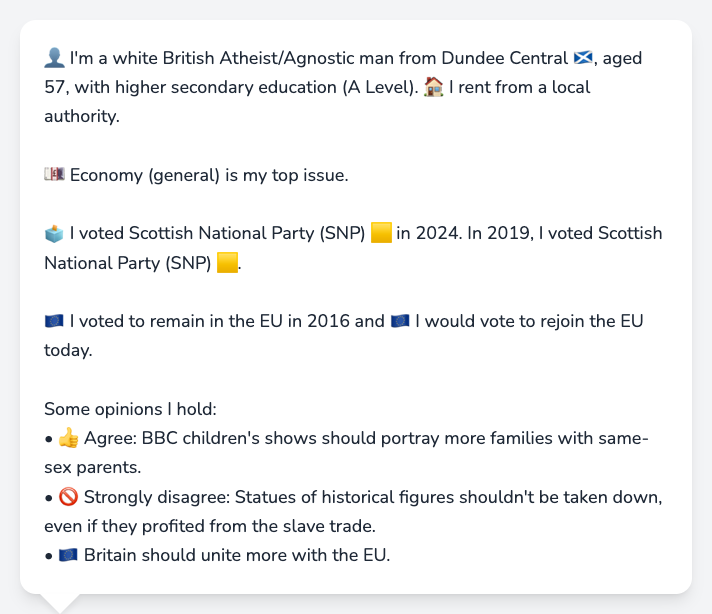 👤 I'm a white British Atheist/Agnostic man from Dundee Central 🏴󠁧󠁢󠁳󠁣󠁴󠁿, aged
57, with higher secondary education (A Level). 🏠 I rent from a local
authority.
💷 Economy (general) is my top issue.
🗳️ I voted Scottish National Party (SNP) 🟨 in 2024. In 2019, I voted Scottish
National Party (SNP) 🟨.
🇪🇺 I voted to remain in the EU in 2016 and 🇪🇺 I would vote to rejoin the EU
today.
Some opinions I hold:
• 👍 Agree: BBC children's shows should portray more families with same-
sex parents.
• 🚫 Strongly disagree: Statues of historical figures shouldn't be taken down,
even if they profited from the slave trade.
• 🇪🇺 Britain should unite more with the EU.